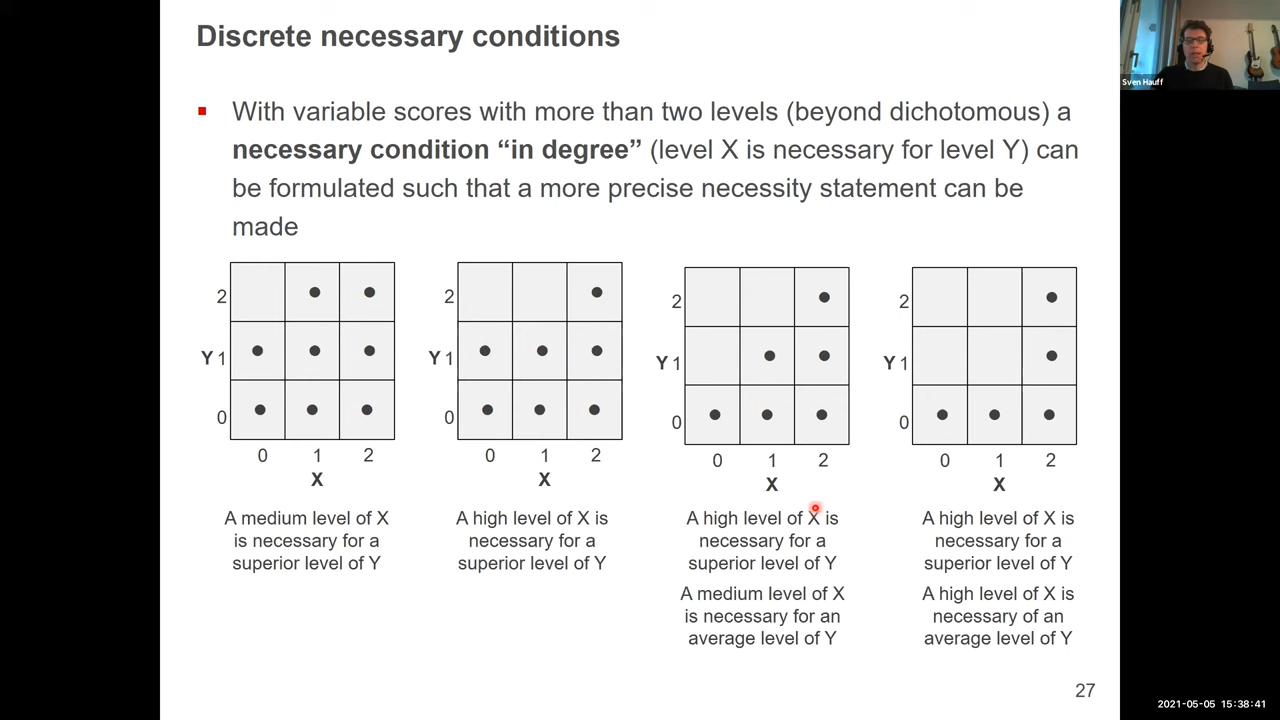 Discrete necessary conditions
Sven Hauff
With variable scores with more than two levels (beyond dichotomous) a
necessary condition “in degree” (level X is necessary for level Y) can
be formulated such that a more precise necessity statement can be
made
2
Y 1
0
0 1 2
X
A medium level of X
is necessary for a
superior level of Y
2
Y 1
0
0 1 2
X
A high level of X is
necessary for a
superior level of Y
2
Y 1
0
0 1 2
X
A high level of X is
necessary for a
superior level of Y
A medium level of X
is necessary for an
average level of Y
2
Y 1
0
0 1 2
X
A high level of X is
necessary for a
superior level of Y
A high level of X is
necessary of an
average level of Y
27
2021-05-05 15:38:41